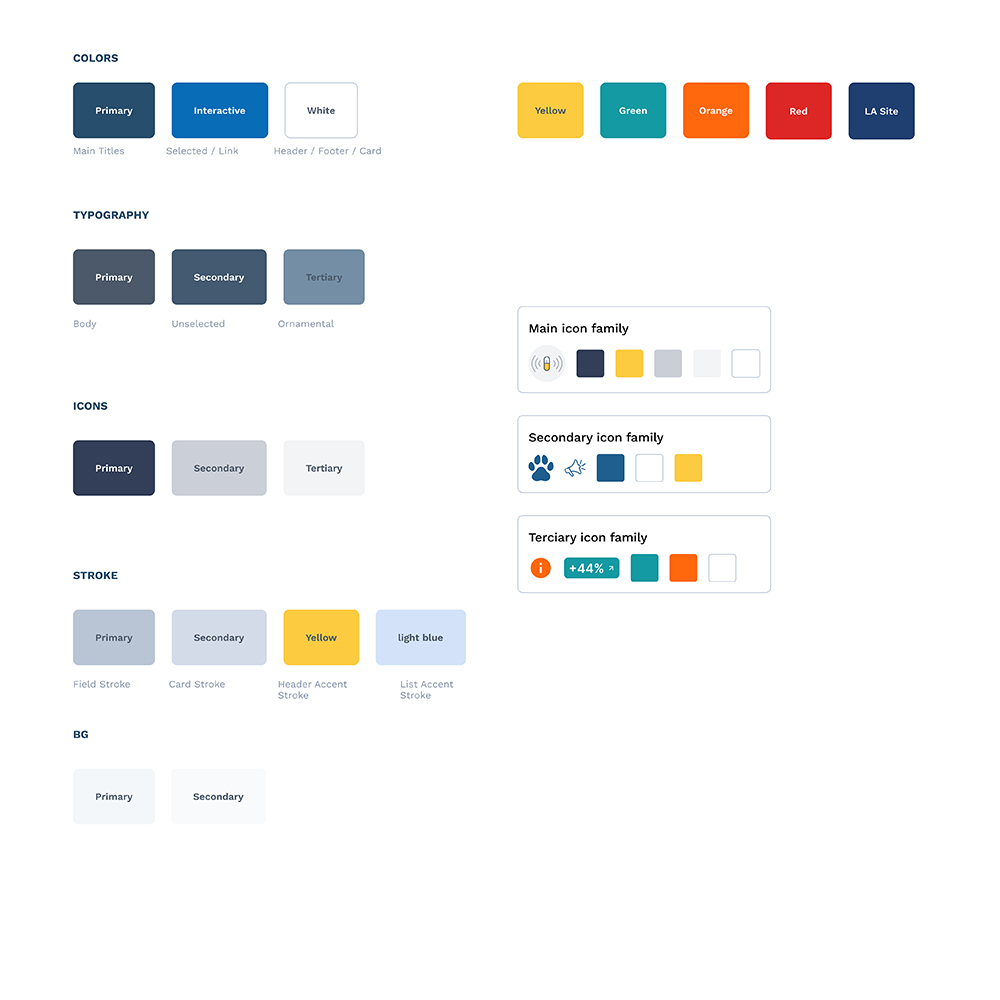 COLORS
Primary
Interactive
White
Main Titles
Selected / Link
Header / Footer / Card
Yellow
Green
Orange
Red
LA Site
TYPOGRAPHY
Primary
Secondary
Tertiary
Body
Unselected
Ornamental
Main icon family
ICONS
Primary
Secondary
Tertiary
Secondary icon family
Terciary icon family
+44%
STROKE
Primary
Secondary
Yellow
light blue
Field Stroke
Card Stroke
Header Accent
Stroke
List Accent
Stroke
BG
Primary
Secondary